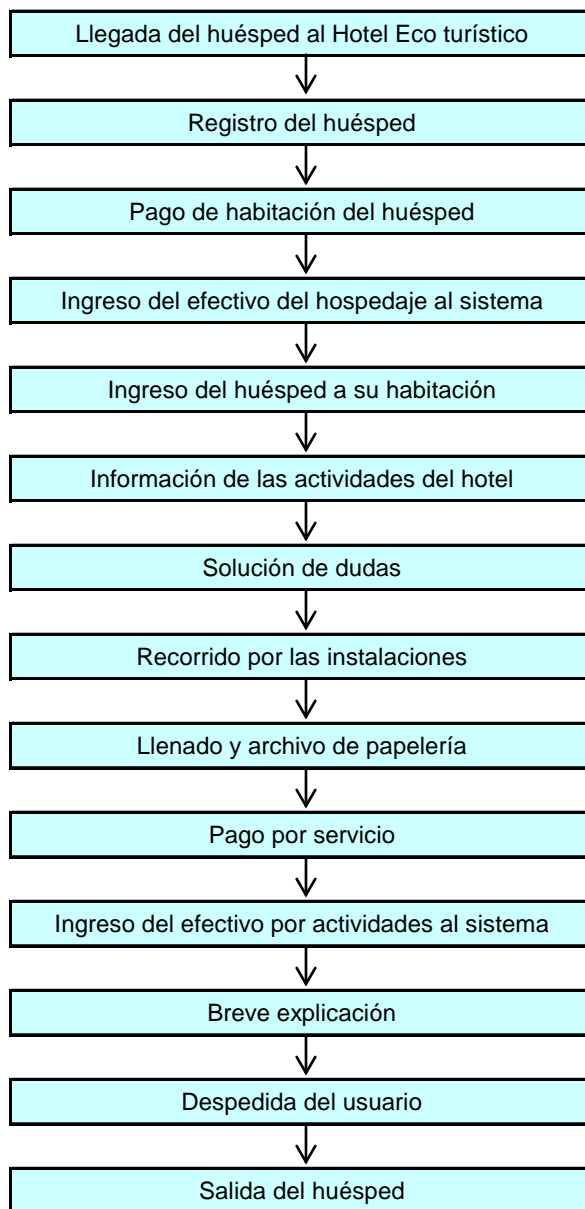 Llegada del huésped al Hotel Eco turístico
Registro del huésped
Pago de habitación del huésped
Ingreso del efectivo del hospedaje al sistema
Ingreso del huésped a su habitación
Información de las actividades del hotel
Solución de dudas
Recorrido por las instalaciones
Llenado y archivo de papelería
Pago por servicio
Ingreso del efectivo por actividades al sistema
Breve explicación
Despedida del usuario
Salida del huésped